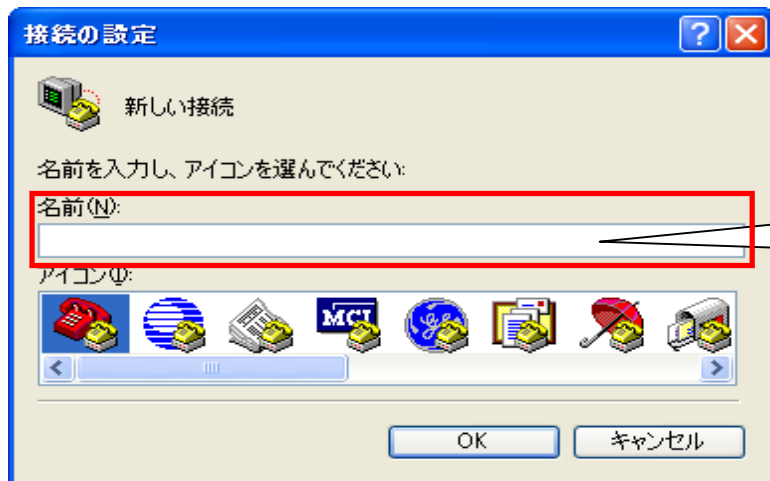 接続の設定
新しい接続
名前を入力し、アイコンを選んでください:
名前(N):
アイコン(I):
MCI
OK
キャンセル